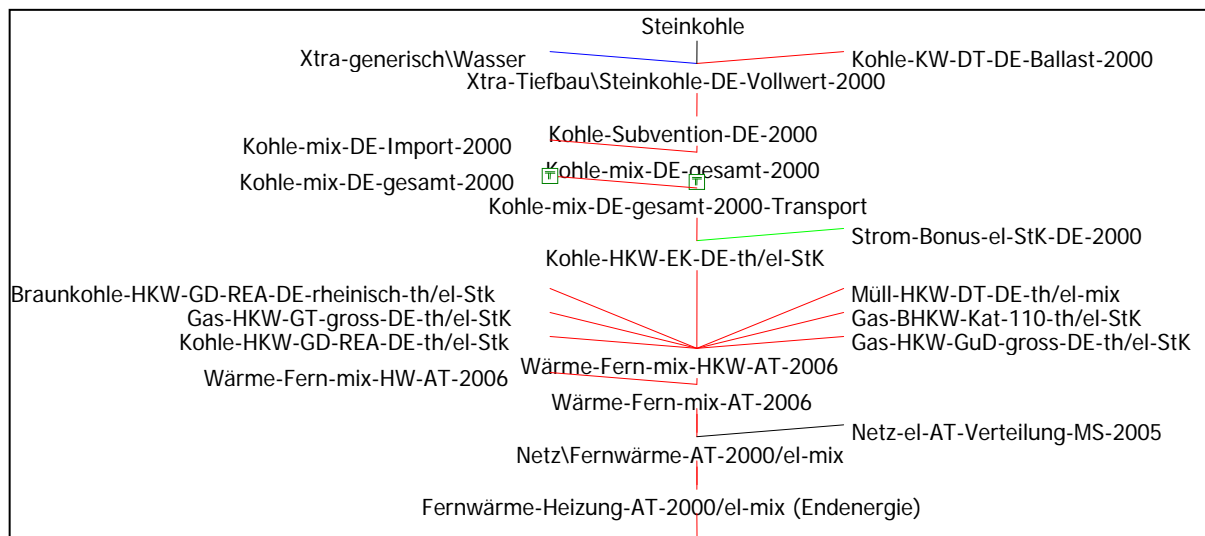 Steinkohle
Xtra-generisch\Wasser
Kohle-KW-DT-DE-Ballast-2000
Xtra-Tiefbau\Steinkohle-DE-Vollwert-2000
Kohle-Subvention-DE-2000
Kohle-mix-DE-Import-2000
Kohle-mix-DE-gesamt-2000
Kohle-mix-DE-gesamt-2000
Kohle-mix-DE-gesamt-2000-Transport
Strom-Bonus-el-StK-DE-2000
Kohle-HKW-EK-DE-th/el-StK
Braunkohle-HKW-GD-REA-DE-rheinisch-th/el-Stk
Müll-HKW-DT-DE-th/el-mix
Gas-HKW-GT-gross-DE-th/el-StK
Gas-BHKW-Kat-110-th/el-StK
Kohle-HKW-GD-REA-DE-th/el-Stk
Gas-HKW-GuD-gross-DE-th/el-StK
Wärme-Fern-mix-HKW-AT-2006
Wärme-Fern-mix-HW-AT-2006
Wärme-Fern-mix-AT-2006
Netz-el-AT-Verteilung-MS-2005
Netz\Fernwärme-AT-2000/el-mix
Fernwärme-Heizung-AT-2000/el-mix (Endenergie)